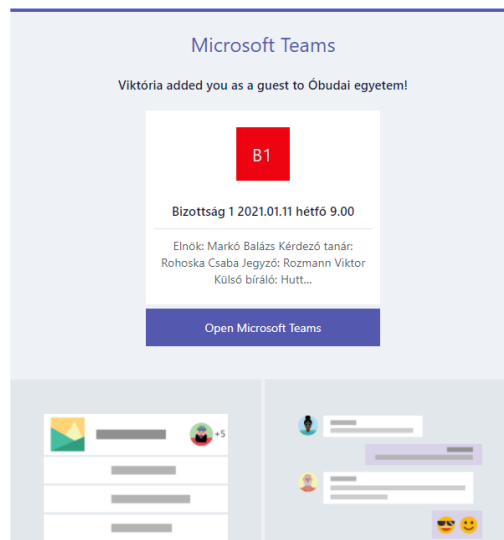 Microsoft Teams
Viktória added you as a guest to Óbudai egyetem!
B1
Bizottság 1 2021.01.11 hétfő 9.00
Elnök: Markó Balázs Kérdező tanár:
Rohoska Csaba Jegyző: Rozmann Viktor
Külső bíráló: Hutt...
Open Microsoft Teams
+5